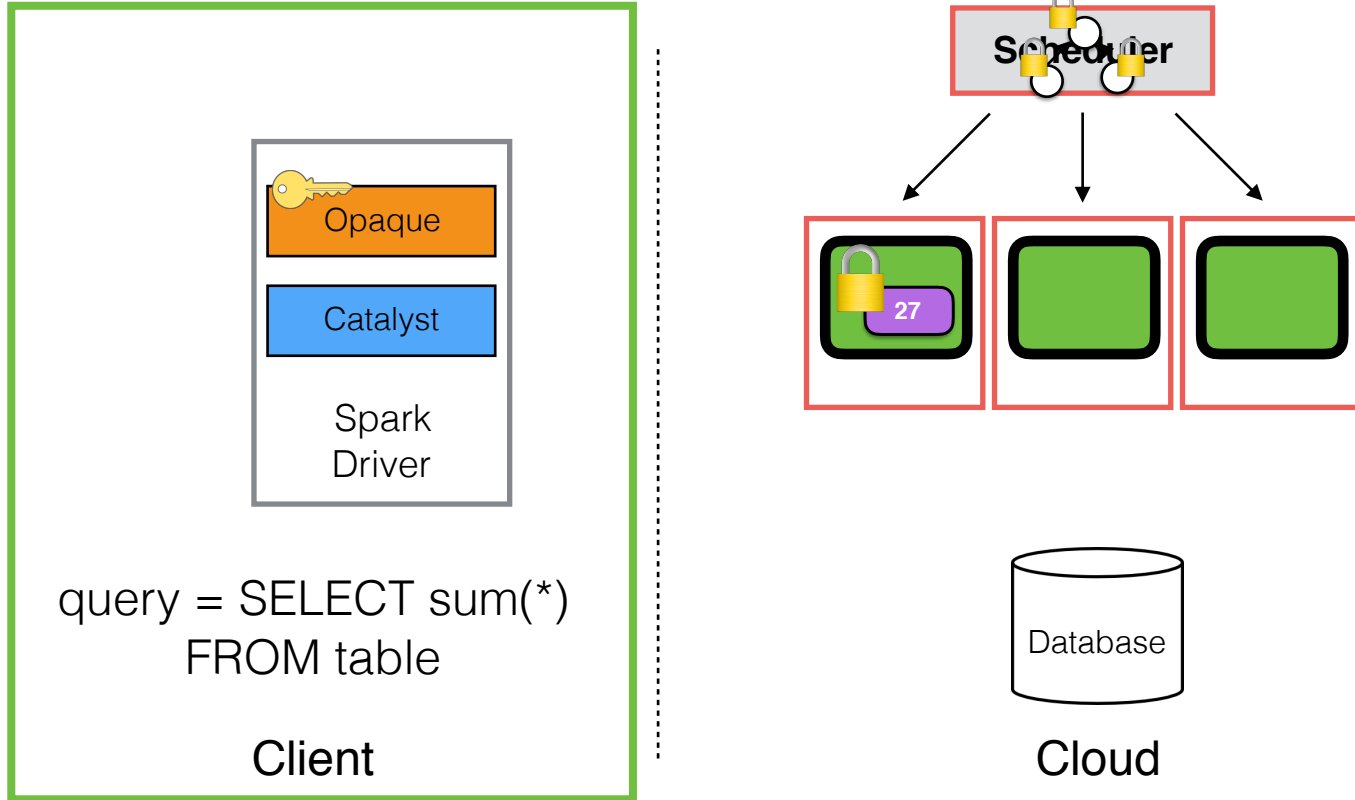 Opaque
Catalyst
Spark
Driver
query = SELECT sum(*)
FROM table
Client
Scheduler
27
Database
Cloud